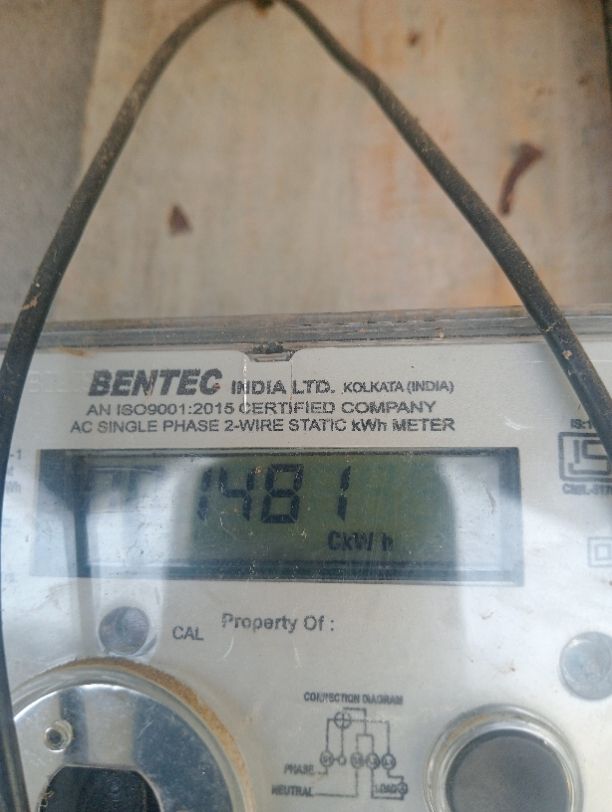 BENTEC INDIA LTD. KOLKATA (INDIA)
AN ISO9001:2015 CERTIFIED COMPANY
AC SINGLE PHASE 2-WIRE STATIC kWh METER
1481
CkWh
CAL
Property Of :
CONNECTION DIAGRAM
PHASE
NEUTRAL
LOAD